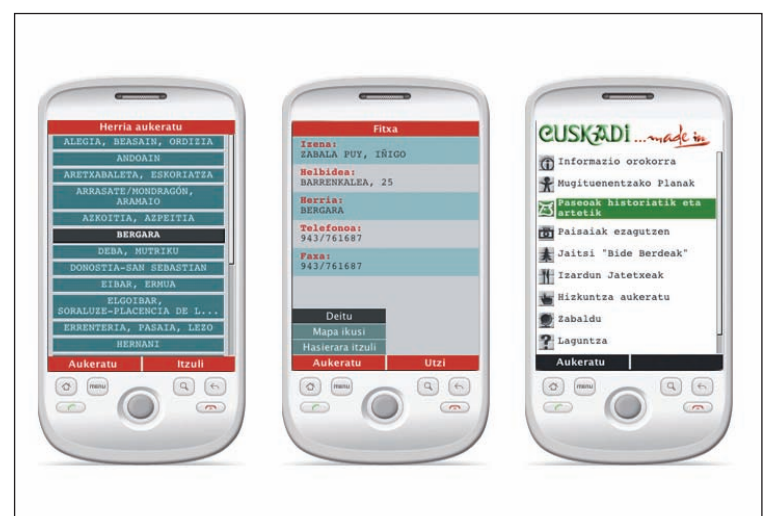 Herria aukeratu
ALEGIA, BEASAIN, ORDIZIA
ANDOAIN
ARETXABALETA, ESKORIATZA
ARRASATE/MONDRAGÓN,
ARAMAIO
AZKOITIA, AZPEITIA
BERGARA
DEBA, MUTRIKU
DONOSTIA-SAN SEBASTIAN
EIBAR, ERMUA
ELGOIBAR,
SORALUZE-PLACENCIA DE L...
ERRENTERIA, PASAIA, LEZO
HERNANI
Aukeratu Itzuli
menu
Fitxa
Izena:
ZABALA PUY, IÑIGO
Helbidea:
BARRENKALEA, 25
Herria:
BERGARA
Telefonoa:
943/761687
Faxa:
943/761687
Deitu
Mapa ikusi
Hasierara itzuli
Aukeratu Utzi
menu
EUSKADI ...made in
Informazio orokorra
Mugituenentzako Planak
Paseoak historiatik eta
artetik
Paisaiak ezagutzen
Jaitsi "Bide Berdeak"
Izardun Jatetxeak
Hizkuntza aukeratu
Zabaldu
Laguntza
Aukeratu
menu